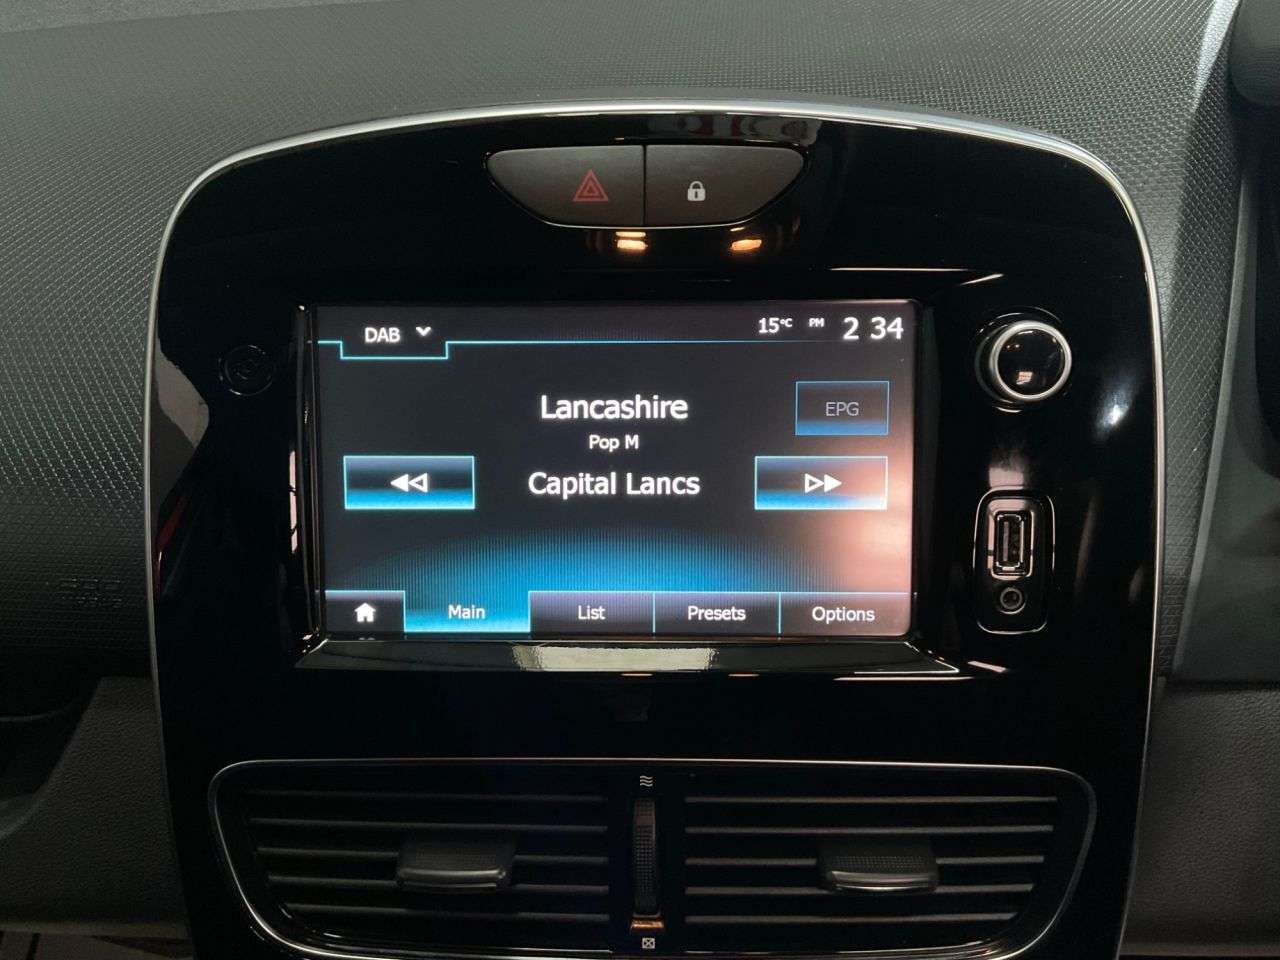 DAB
15°C PM 2 34
Lancashire
EPG
Pop M
Capital Lancs
Main
List
Presets
Options